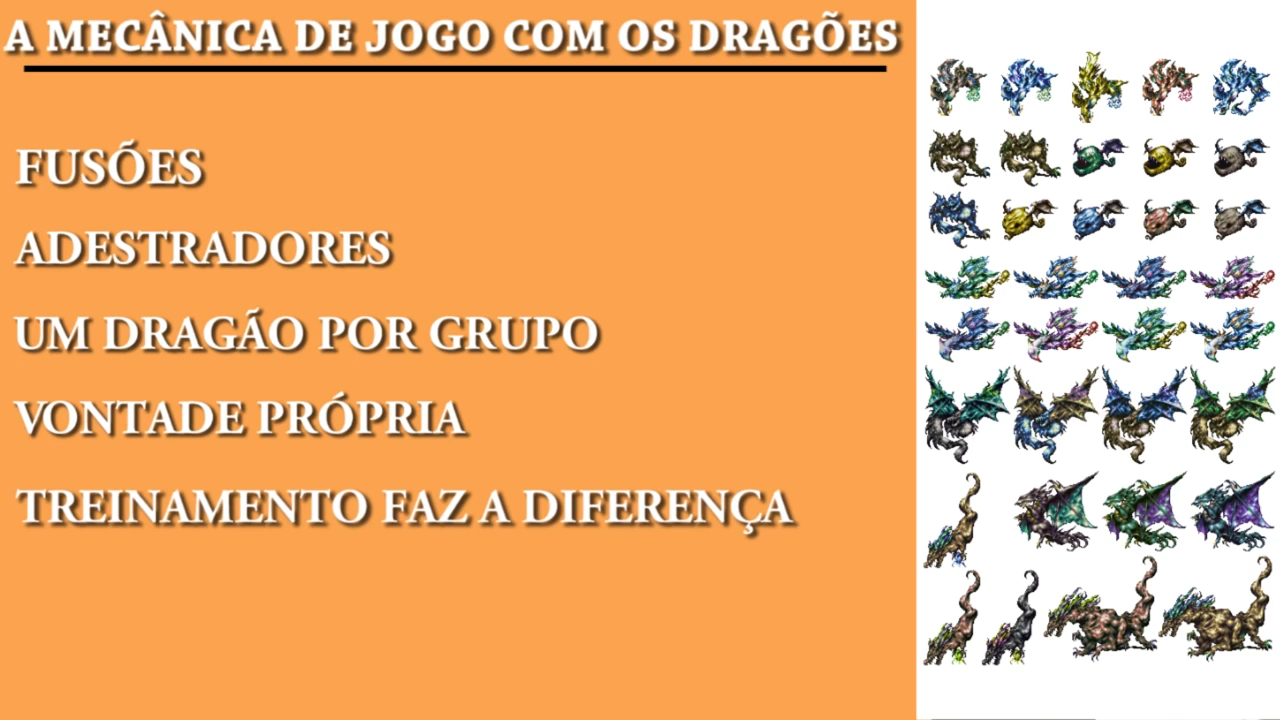 A MECÂNICA DE JOGO COM OS DRAGÕES
FUSÕES
ADESTRADORES
UM DRAGÃO POR GRUPO
VONTADE PRÓPRIA
TREINAMENTO FAZ A DIFERENÇA